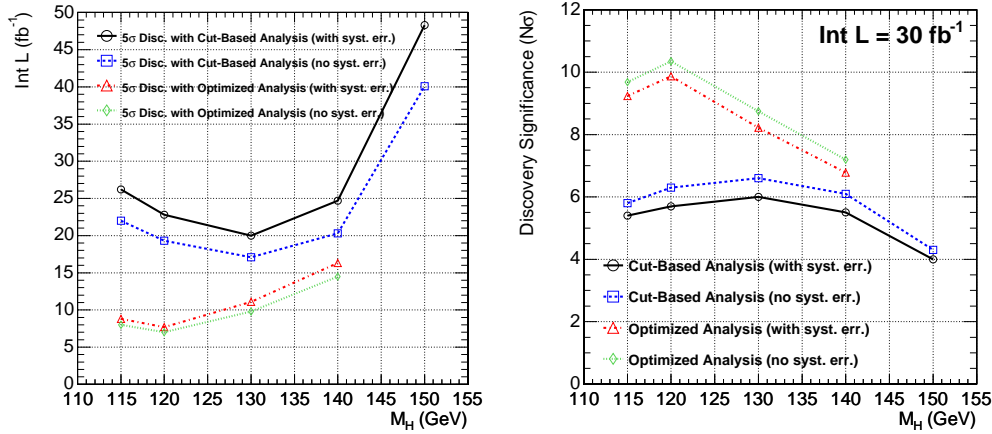 Int L (fb-1)
50
45
40
35
30
25
20
15
10
5
0
5σ Disc. with Cut-Based Analysis (with syst. err.)
5σ Disc. with Cut-Based Analysis (no syst. err.)
5σ Disc. with Optimized Analysis (with syst. err.)
5σ Disc. with Optimized Analysis (no syst. err.)
110 115 120 125 130 135 140 145 150 155
MH (GeV)
Discovery Significance (Nσ)
12
10
8
6
4
2
0
Int L = 30 fb-1
Cut-Based Analysis (with syst. err.)
Cut-Based Analysis (no syst. err.)
Optimized Analysis (with syst. err.)
Optimized Analysis (no syst. err.)
110 115 120 125 130 135 140 145 150 155
MH (GeV)